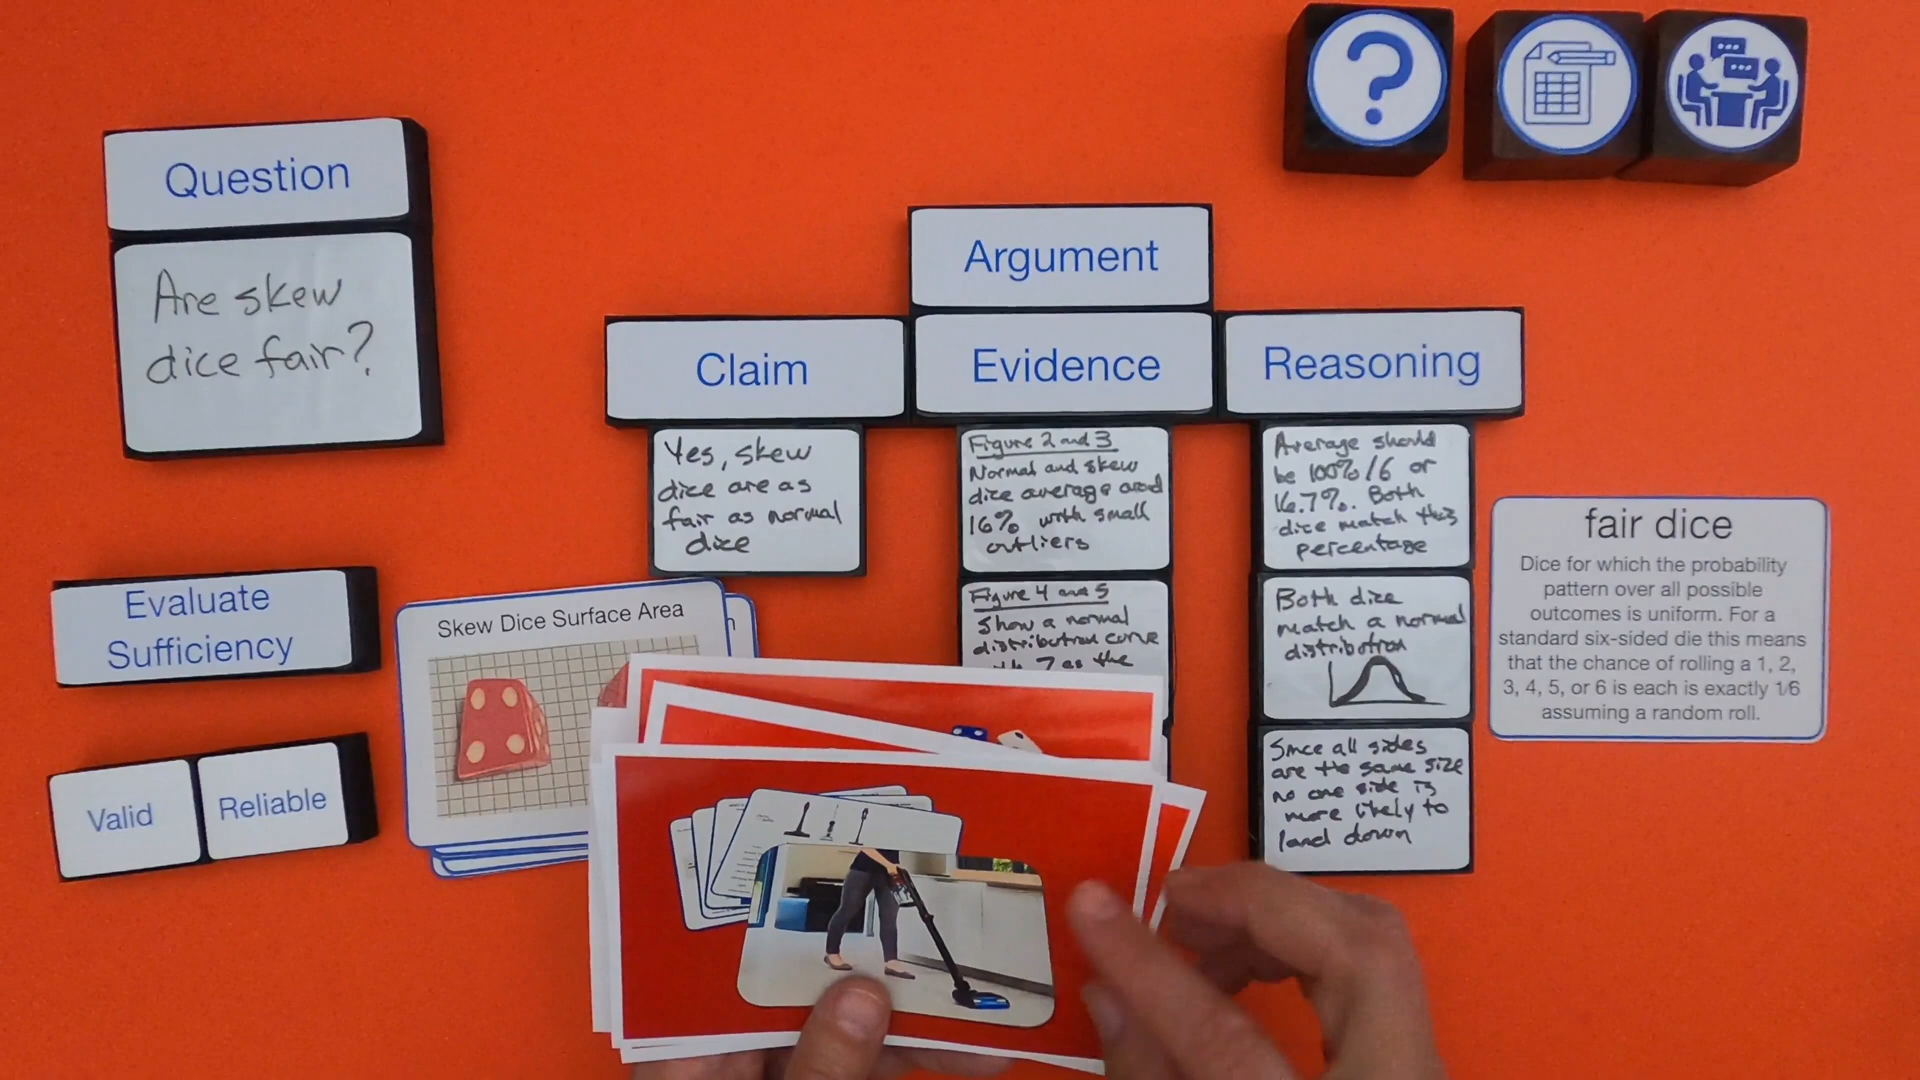 Question
Are skew
dice fair?
Argument
Claim
Evidence
Reasoning
Yes, skew
dice are as
fair as normal
dice
Figure 2 and 3
Normal and skew
dice average
16% with small
outliers
Figure 4 and 5
Show a normal
distribution curve
7 as the
Average should
be 100%/6 or
16.7%. Both
dice match this
percentage
Both dice
match a normal
distribution
Since all sides
are the same size
no one side is
more likely to
land down
fair dice
Dice for which the probability
pattern over all possible
outcomes is uniform. For a
standard six-sided die this means
that the chance of rolling a 1, 2,
3, 4, 5, or 6 is each is exactly 1/6
assuming a random roll.
Evaluate
Sufficiency
Valid
Reliable
Skew Dice Surface Area